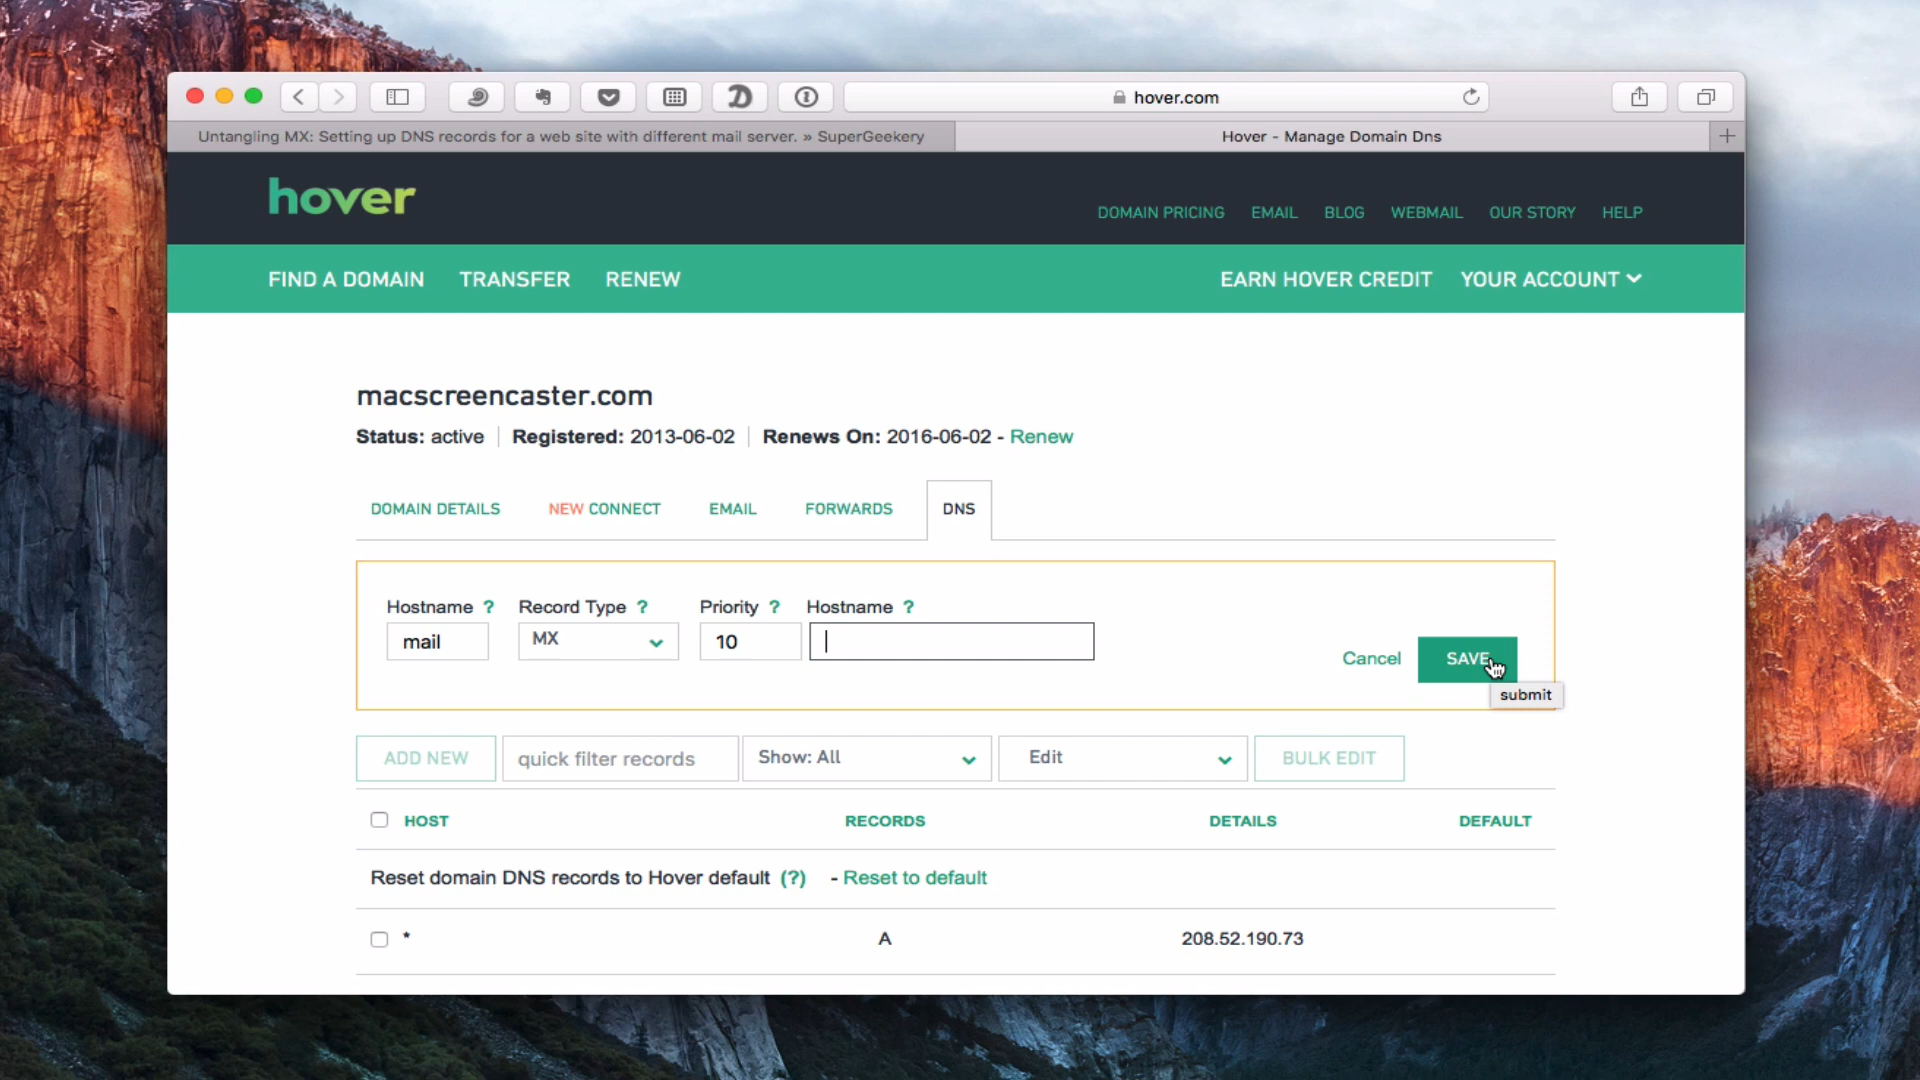 hover.com
Untangling MX: Setting up DNS records for a web site with different mail server. » SuperGeekery
Hover - Manage Domain Dns
hover
DOMAIN PRICING EMAIL BLOG WEBMAIL OUR STORY HELP
FIND A DOMAIN TRANSFER RENEW EARN HOVER CREDIT YOUR ACCOUNT
macscreencaster.com
Status: active Registered: 2013-06-02 Renews On: 2016-06-02 - Renew
DOMAIN DETAILS NEW CONNECT EMAIL FORWARDS DNS
Hostname ? Record Type ? Priority ? Hostname ?
mail MX 10
Cancel SAVE
submit
ADD NEW quick filter records Show: All Edit BULK EDIT
HOST RECORDS DETAILS DEFAULT
Reset domain DNS records to Hover default (?) - Reset to default
* A 208.52.190.73